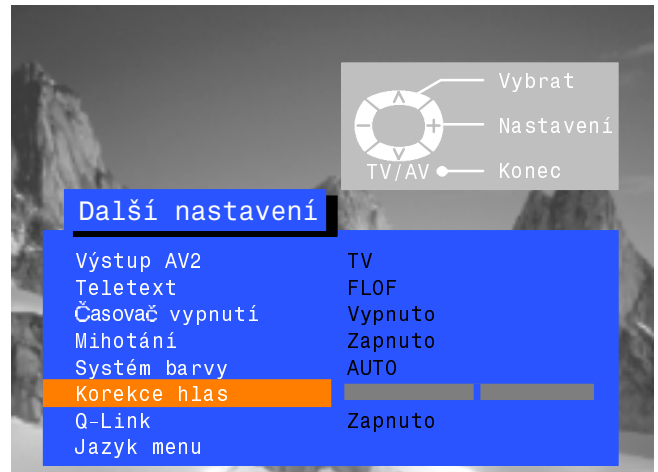 Vybrat
Nastavení
TV/AV Konec
Další nastavení
Výstup AV2 TV
Teletext FLOF
Časovač vypnutí Vypnuto
Mihotání Zapnuto
Systém barvy AUTO
Korekce hlas
Q-Link Zapnuto
Jazyk menu